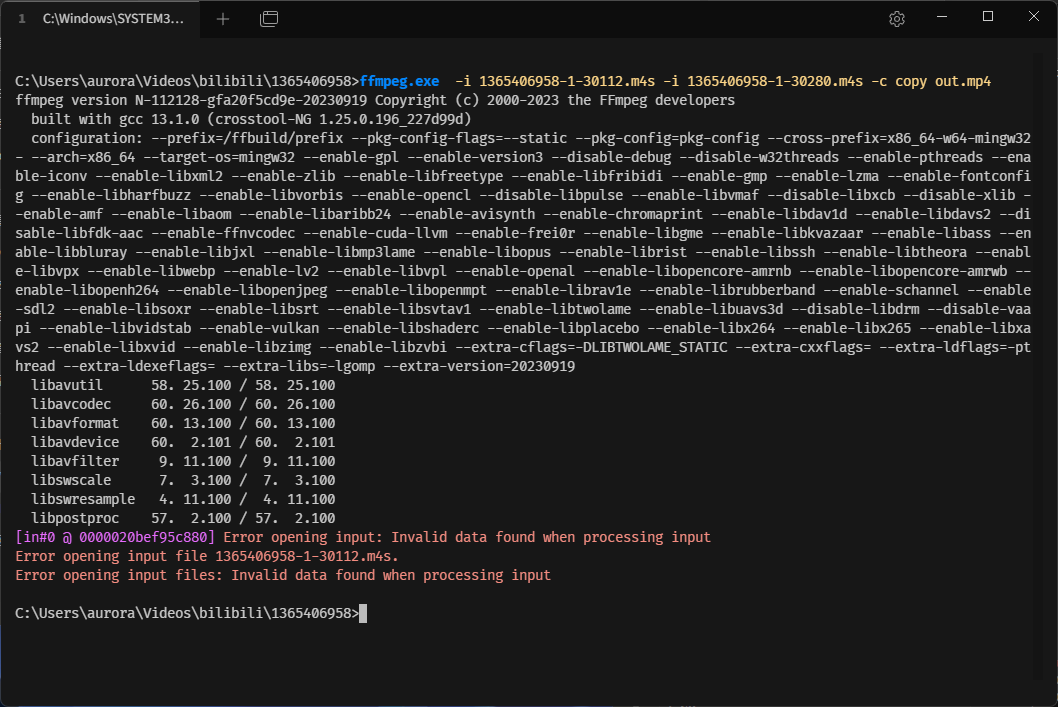 1 C:\Windows\SYSTEM3...
C:\Users\aurora\Videos\bilibili\1365406958>ffmpeg.exe  -i 1365406958-1-30112.m4s -i 1365406958-1-30280.m4s -c copy out.mp4
ffmpeg version N-112128-gfa20f5cd9e-20230919 Copyright (c) 2000-2023 the FFmpeg developers
  built with gcc 13.1.0 (crosstool-NG 1.25.0.196_227d99d)
  configuration: --prefix=/ffbuild/prefix --pkg-config-flags=--static --pkg-config=pkg-config --cross-prefix=x86_64-w64-mingw32
- --arch=x86_64 --target-os=mingw32 --enable-gpl --enable-version3 --disable-debug --disable-w32threads --enable-pthreads --ena
ble-iconv --enable-libxml2 --enable-zlib --enable-libfreetype --enable-libfribidi --enable-gmp --enable-lzma --enable-fontconfi
g --enable-libharfbuzz --enable-libvorbis --enable-opencl --disable-libpulse --enable-libvmaf --disable-libxcb --disable-xlib -
-enable-amf --enable-libaom --enable-libaribb24 --enable-avisynth --enable-chromaprint --enable-libdav1d --enable-libdavs2 --di
sable-libfdk-aac --enable-ffnvcodec --enable-cuda-llvm --enable-frei0r --enable-libgme --enable-libkvazaar --enable-libass --en
able-libbluray --enable-libjxl --enable-libmp3lame --enable-libopus --enable-librist --enable-libssh --enable-libtheora --enabl
e-libvpx --enable-libwebp --enable-lv2 --enable-libvpl --enable-openal --enable-libopencore-amrnb --enable-libopencore-amrwb --
enable-libopenh264 --enable-libopenjpeg --enable-libopenmpt --enable-librav1e --enable-librubberband --enable-schannel --enable
-sdl2 --enable-libsoxr --enable-libsrt --enable-libsvtav1 --enable-libtwolame --enable-libuavs3d --disable-libdrm --disable-vaa
pi --enable-libvidstab --enable-vulkan --enable-libshaderc --enable-libplacebo --enable-libx264 --enable-libx265 --enable-libxa
vs2 --enable-libxvid --enable-libzimg --enable-libzvbi --extra-cflags=-DLIBTWOLAME_STATIC --extra-cxxflags= --extra-ldflags=-pt
hread --extra-ldexeflags= --extra-libs=-lgomp --extra-version=20230919
  libavutil      58. 25.100 / 58. 25.100
  libavcodec     60. 26.100 / 60. 26.100
  libavformat    60. 13.100 / 60. 13.100
  libavdevice    60.  2.101 / 60.  2.101
  libavfilter     9. 11.100 /  9. 11.100
  libswscale      7.  3.100 /  7.  3.100
  libswresample   4. 11.100 /  4. 11.100
  libpostproc    57.  2.100 / 57.  2.100
[in#0 @ 0000020bef95c880] Error opening input: Invalid data found when processing input
Error opening input file 1365406958-1-30112.m4s.
Error opening input files: Invalid data found when processing input
C:\Users\aurora\Videos\bilibili\1365406958>